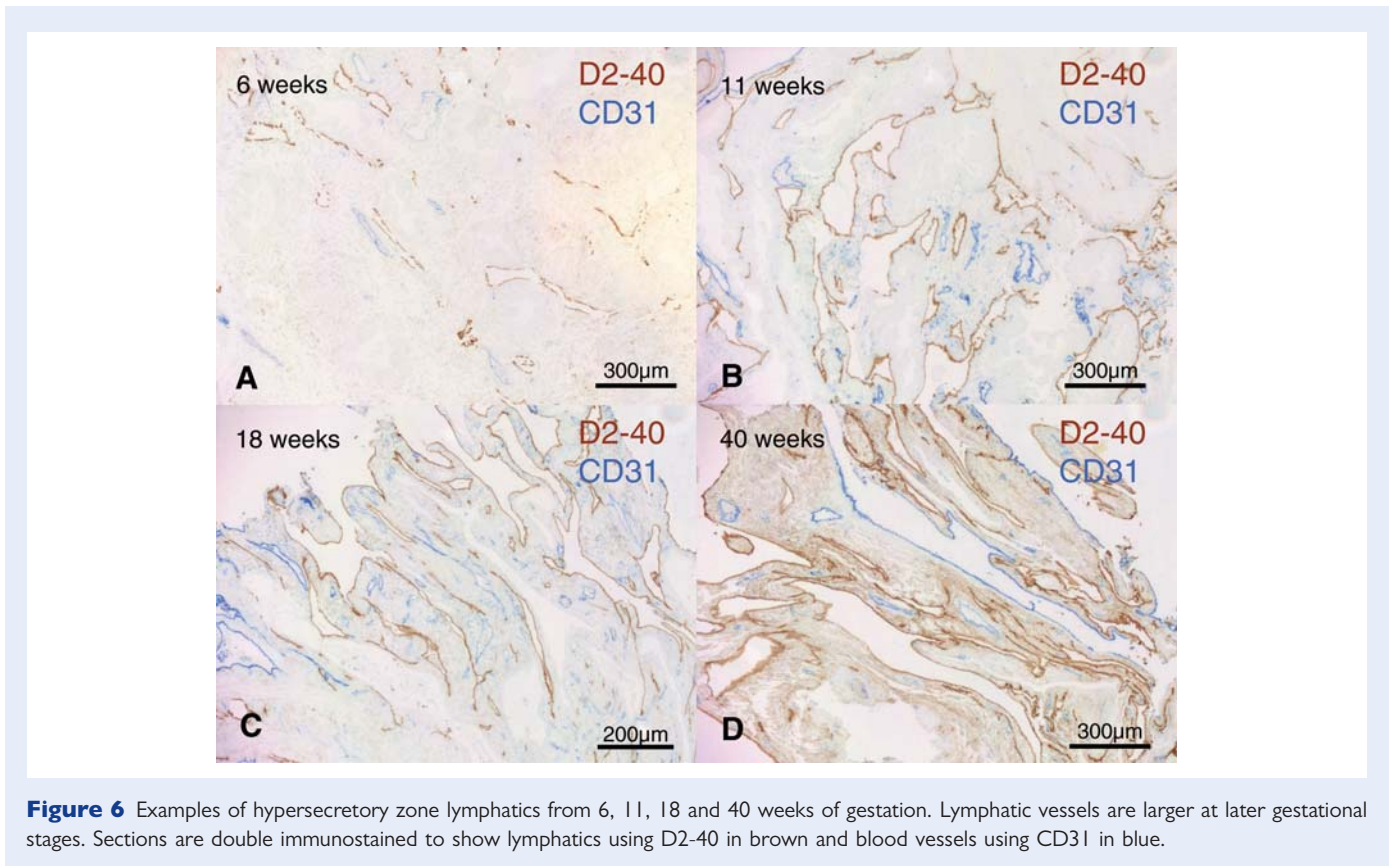 6 weeks
D2-40
CD31
300µm
A
11 weeks
D2-40
CD31
300µm
B
18 weeks
D2-40
CD31
200µm
C
40 weeks
D2-40
CD31
300µm
D
Figure 6 Examples of hypersecretory zone lymphatics from 6, 11, 18 and 40 weeks of gestation. Lymphatic vessels are larger at later gestational
stages. Sections are double immunostained to show lymphatics using D2-40 in brown and blood vessels using CD31 in blue.